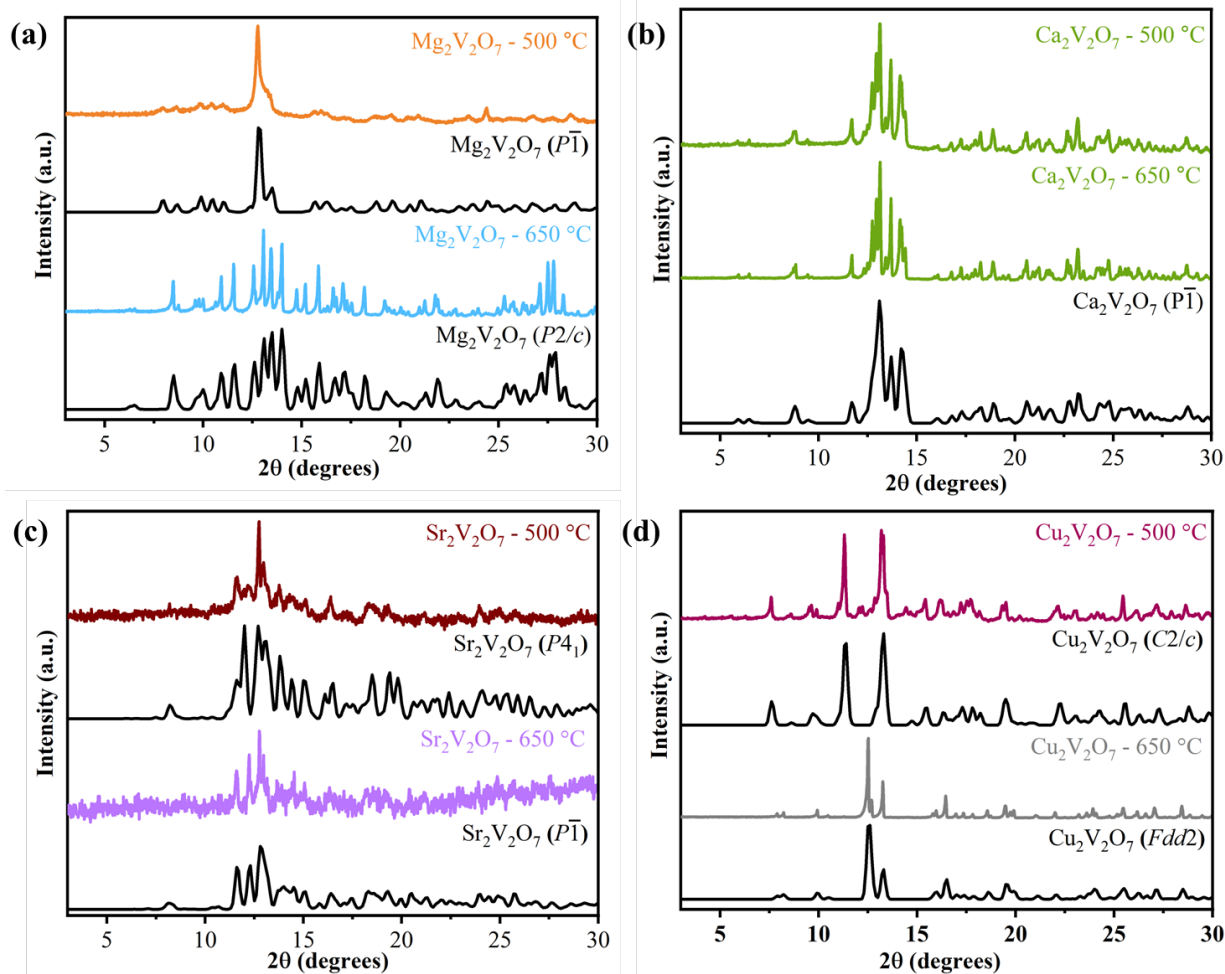 (a)
Mg₂V₂O₇ - 500 °C
Mg₂V₂O₇ (P1̅)
Mg₂V₂O₇ - 650 °C
Mg₂V₂O₇ (P2/c)
Intensity (a.u.)
5 10 15 20 25 30
2θ (degrees)
(b)
Ca₂V₂O₇ - 500 °C
Ca₂V₂O₇ - 650 °C
Ca₂V₂O₇ (P1̅)
Intensity (a.u.)
5 10 15 20 25 30
2θ (degrees)
(c)
Sr₂V₂O₇ - 500 °C
Sr₂V₂O₇ (P4₁)
Sr₂V₂O₇ - 650 °C
Sr₂V₂O₇ (P1̅)
Intensity (a.u.)
5 10 15 20 25 30
2θ (degrees)
(d)
Cu₂V₂O₇ - 500 °C
Cu₂V₂O₇ (C2/c)
Cu₂V₂O₇ - 650 °C
Cu₂V₂O₇ (Fdd2)
Intensity (a.u.)
5 10 15 20 25 30
2θ (degrees)